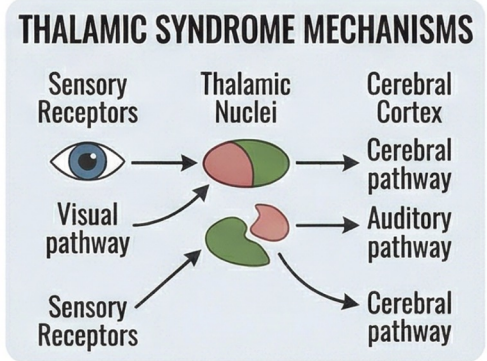 THALAMIC SYNDROME MECHANISMS
Sensory
Receptors
Thalamic
Nuclei
Cerebral
Cortex
Cerebral
pathway
Visual
pathway
Auditory
pathway
Sensory
Receptors
Cerebral
pathway